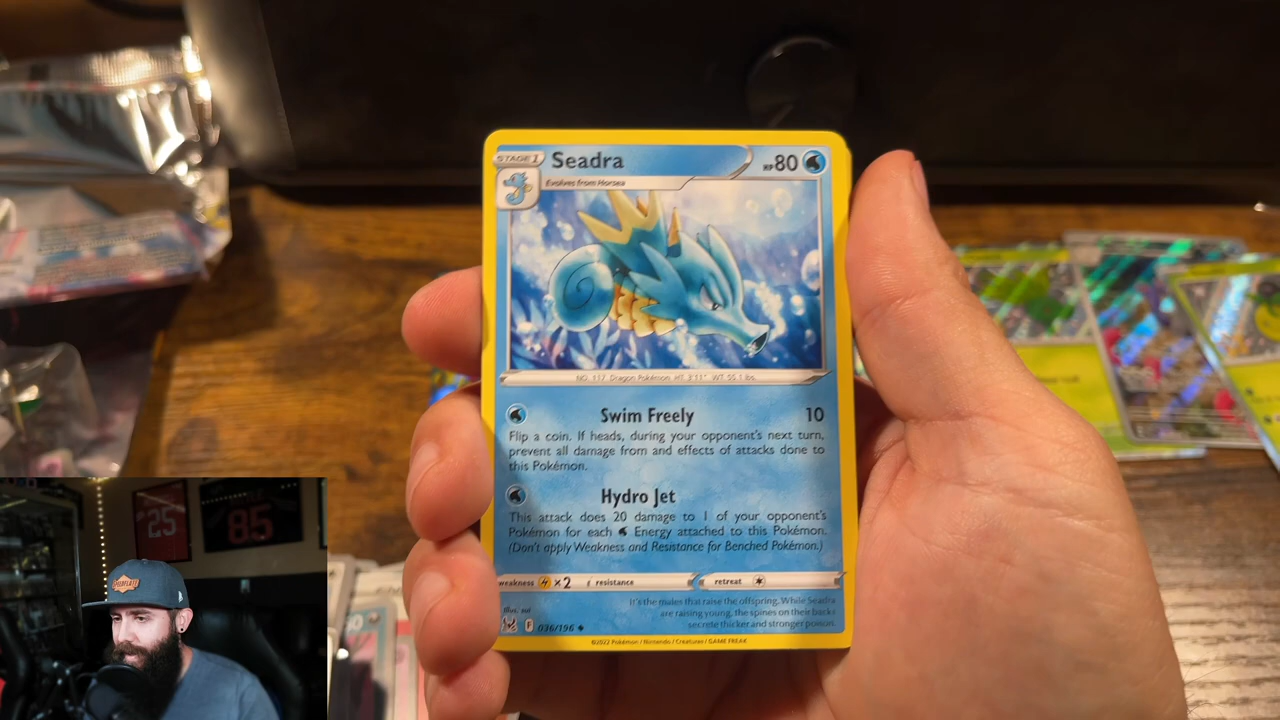 STAGE 1 Seadra HP 80
Evolves from Horsea
NO. 117 Dragon Pokémon HT 3'11" WT 55.1 lbs.
Swim Freely 10
Flip a coin. If heads, during your opponent's next turn,
prevent all damage from and effects of attacks done to
this Pokémon.
Hydro Jet
This attack does 20 damage to 1 of your opponent's
Pokémon for each Energy attached to this Pokémon.
(Don't apply Weakness and Resistance for Benched Pokémon.)
weakness ×2 resistance retreat
It's the males that raise the offspring. While Seadra
are raising young, the spines on their backs
secrete thicker and stronger poison.
Illus. sui
F 036/196
©2022 Pokémon / Nintendo / Creatures / GAME FREAK
25
85